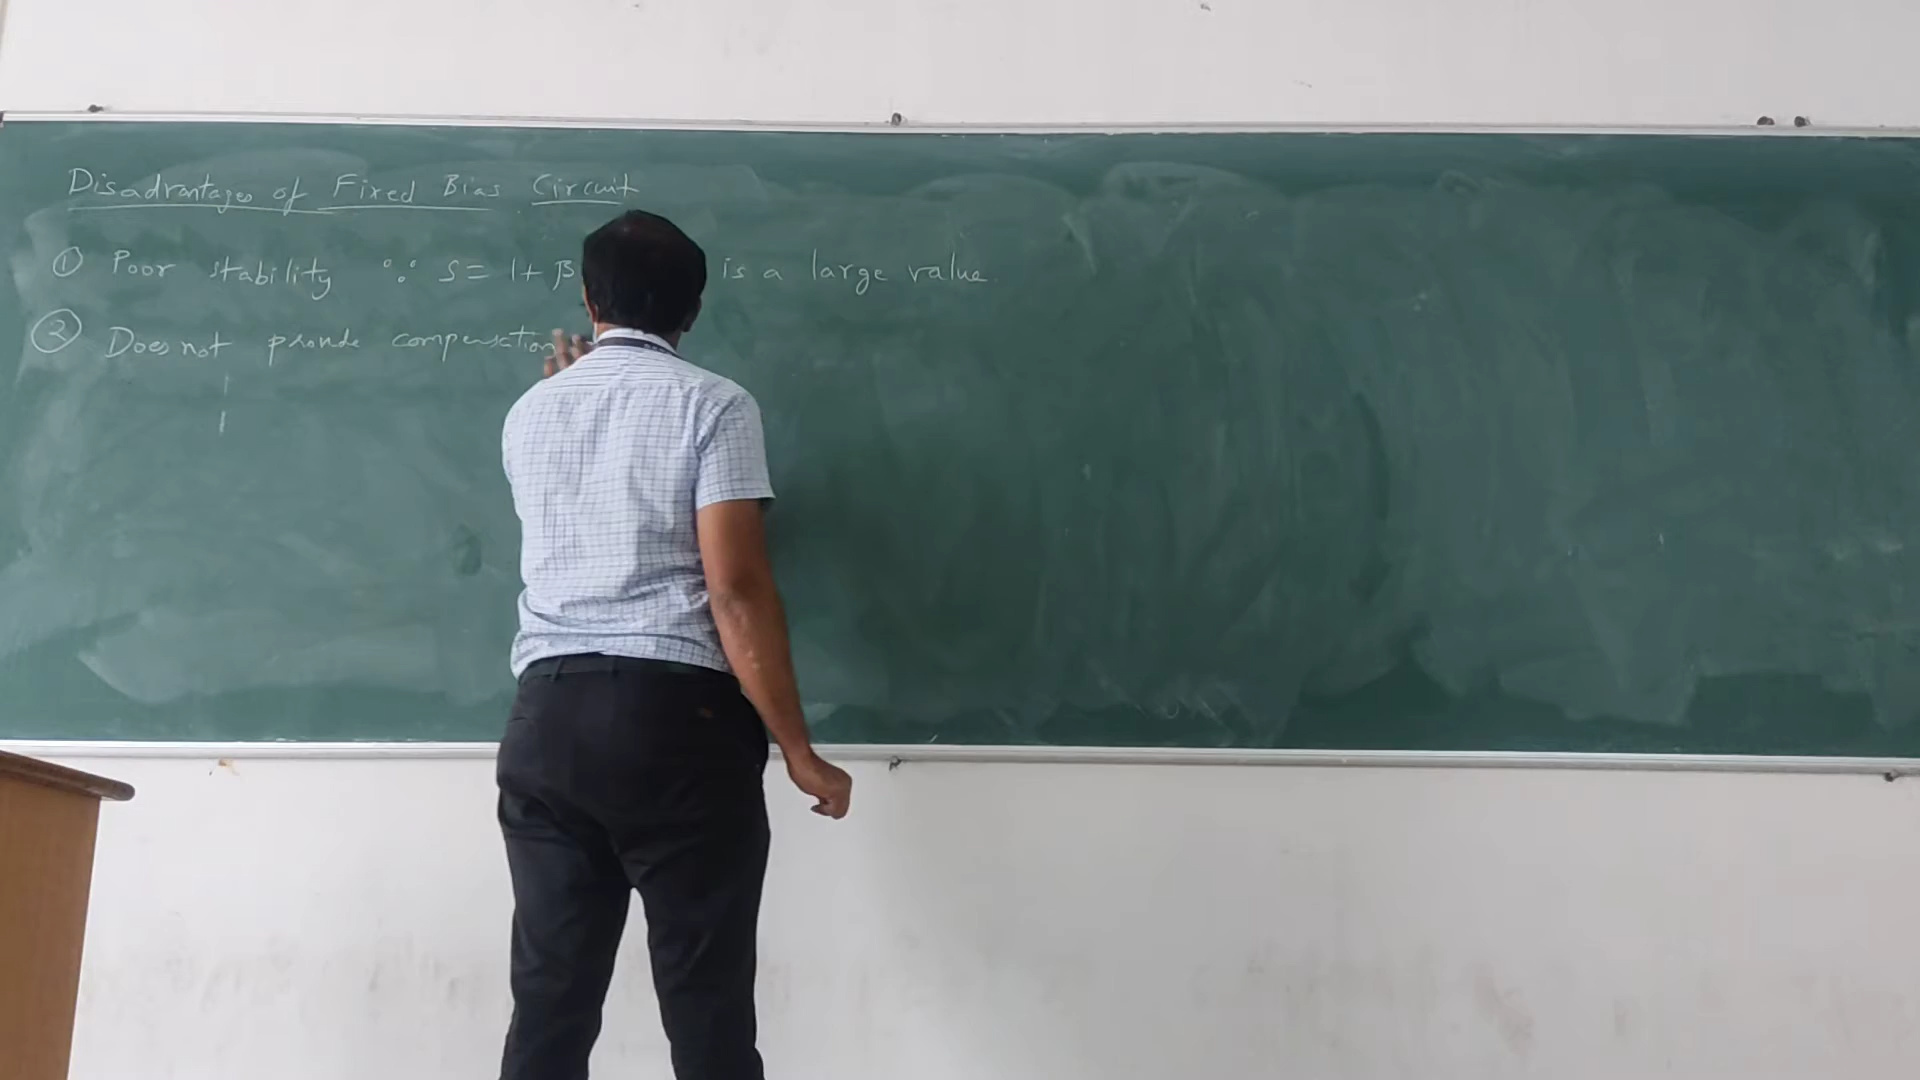 Disadvantages of Fixed Bias Circuit
① Poor stability ∵ S = 1 + β is a large value.
② Does not provide compensation